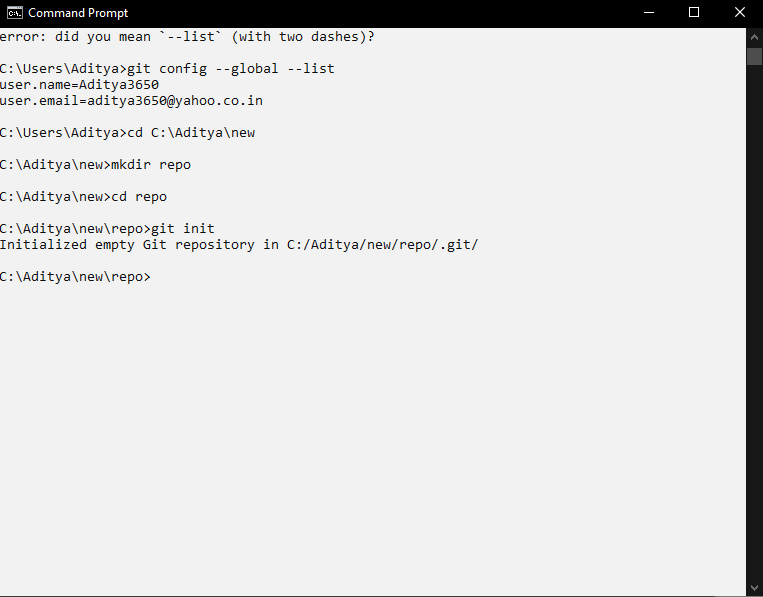 Command Prompt
error: did you mean `--list` (with two dashes)?
C:\Users\Aditya>git config --global --list
user.name=Aditya3650
user.email=aditya3650@yahoo.co.in
C:\Users\Aditya>cd C:\Aditya\new
C:\Aditya\new>mkdir repo
C:\Aditya\new>cd repo
C:\Aditya\new\repo>git init
Initialized empty Git repository in C:/Aditya/new/repo/.git/
C:\Aditya\new\repo>